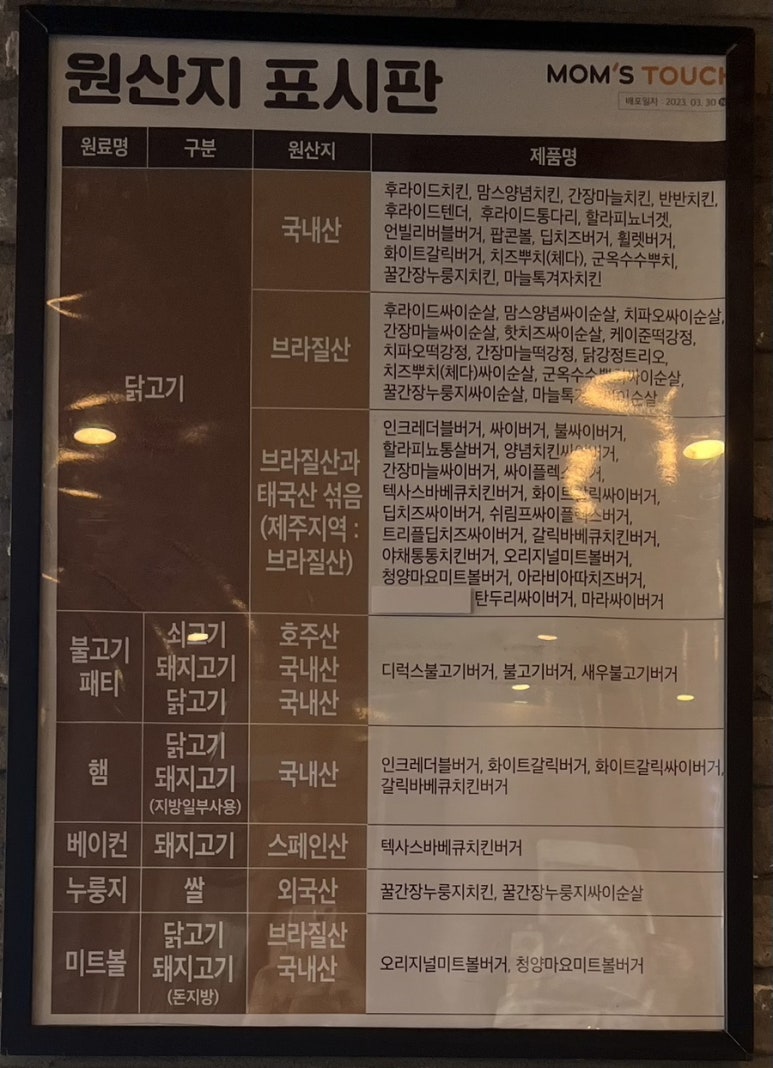 원산지 표시판
MOM'S TOUCH
배포일자 2023. 03. 30
원료명 구분 원산지 제품명
닭고기
국내산
후라이드치킨, 맘스양념치킨, 간장마늘치킨, 반반치킨,
후라이드텐더, 후라이드통다리, 할라피뇨너겟,
언빌리버블버거, 팝콘볼, 딥치즈버거, 휠렛버거,
화이트갈릭버거, 치즈뿌치(체다), 군옥수수뿌치,
꿀간장누룽지치킨, 마늘톡겨자치킨
브라질산
후라이드싸이순살, 맘스양념싸이순살, 치파오싸이순살,
간장마늘싸이순살, 핫치즈싸이순살, 케이준떡강정,
치파오떡강정, 간장마늘떡강정, 닭강정트리오,
치즈뿌치(체다)싸이순살, 군옥수수뿌치싸이순살,
꿀간장누룽지싸이순살, 마늘톡겨자싸이순살
브라질산과
태국산 섞음
(제주지역 :
브라질산)
인크레더블버거, 싸이버거, 불싸이버거,
할라피뇨통살버거, 양념치킨싸이버거,
간장마늘싸이버거, 싸이플렉스버거,
텍사스바베큐치킨버거, 화이트갈릭싸이버거,
딥치즈싸이버거, 쉬림프싸이플렉스버거,
트리플딥치즈싸이버거, 갈릭바베큐치킨버거,
야채통통치킨버거, 오리지널미트볼버거,
청양마요미트볼버거, 아라비아따치즈버거,
탄두리싸이버거, 마라싸이버거
불고기
패티
쇠고기 호주산
돼지고기 국내산
닭고기 국내산
디럭스불고기버거, 불고기버거, 새우불고기버거
햄
닭고기
돼지고기
(지방일부사용)
국내산
인크레더블버거, 화이트갈릭버거, 화이트갈릭싸이버거,
갈릭바베큐치킨버거
베이컨 돼지고기 스페인산 텍사스바베큐치킨버거
누룽지 쌀 외국산 꿀간장누룽지치킨, 꿀간장누룽지싸이순살
미트볼
닭고기 브라질산
돼지고기 국내산
(돈지방)
오리지널미트볼버거, 청양마요미트볼버거